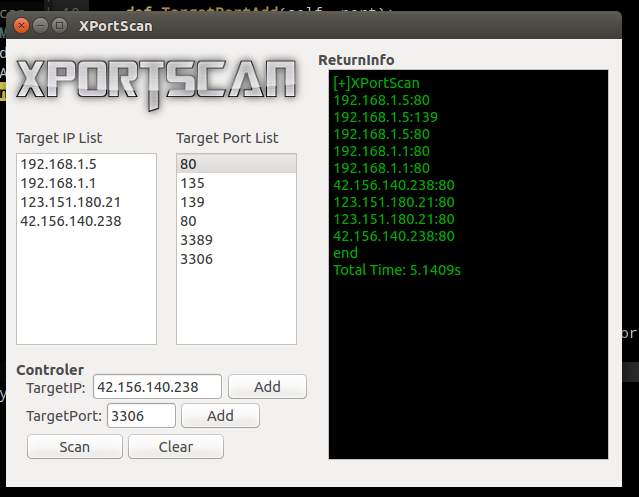 def TargetPortAdd(self, port):
XPortScan
XPORTSCAN
ReturnInfo
Target IP List
Target Port List
192.168.1.5
192.168.1.1
123.151.180.21
42.156.140.238
80
135
139
80
3389
3306
[+]XPortScan
192.168.1.5:80
192.168.1.5:139
192.168.1.5:80
192.168.1.1:80
192.168.1.1:80
42.156.140.238:80
123.151.180.21:80
123.151.180.21:80
42.156.140.238:80
end
Total Time: 5.1409s
Controler
TargetIP:
42.156.140.238
Add
TargetPort:
3306
Add
Scan
Clear